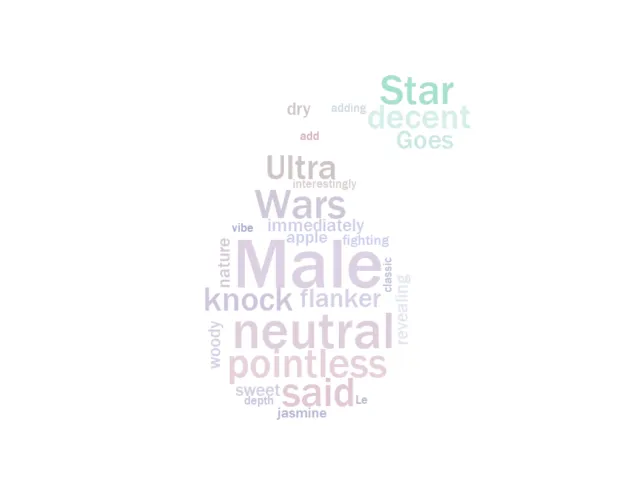 Star
dry
adding
decent
add
Goes
Ultra
interestingly
Wars
vibe
immediately
apple
fighting
nature
Male
classic
knock
flanker
revealing
neutral
woody
pointless
sweet
said
depth
Le
jasmine